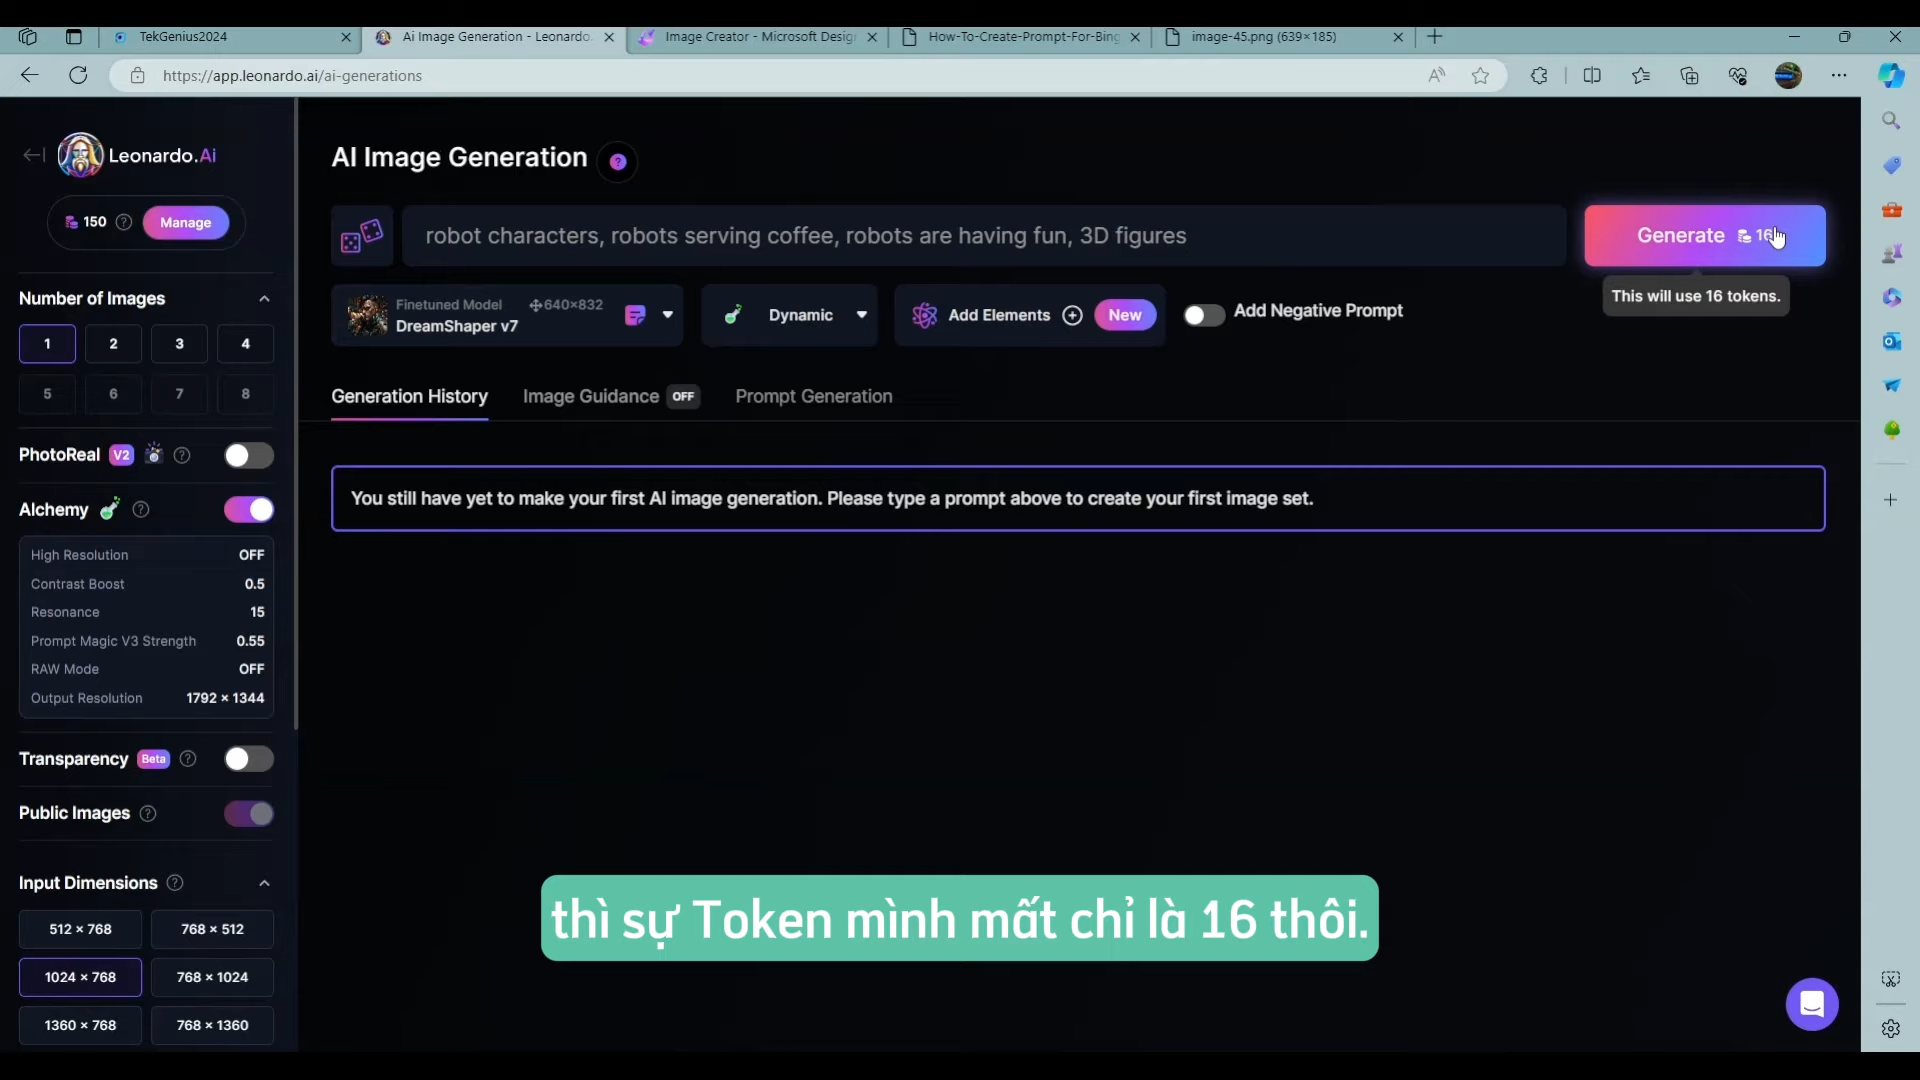 TekGenius2024
Ai Image Generation - Leonardo.
Image Creator - Microsoft Desig
How-To-Create-Prompt-For-Bing
image-45.png (639×185)
https://app.leonardo.ai/ai-generations
Leonardo.Ai
150
Manage
AI Image Generation
robot characters, robots serving coffee, robots are having fun, 3D figures
Generate 16
This will use 16 tokens.
Finetuned Model
640×832
DreamShaper v7
Dynamic
Add Elements
New
Add Negative Prompt
Number of Images
1 2 3 4
5 6 7 8
Generation History
Image Guidance OFF
Prompt Generation
PhotoReal V2
Alchemy
You still have yet to make your first AI image generation. Please type a prompt above to create your first image set.
High Resolution OFF
Contrast Boost 0.5
Resonance 15
Prompt Magic V3 Strength 0.55
RAW Mode OFF
Output Resolution 1792 × 1344
Transparency Beta
Public Images
Input Dimensions
512 × 768
768 × 512
1024 × 768
768 × 1024
1360 × 768
768 × 1360
thì sự Token mình mất chỉ là 16 thôi.